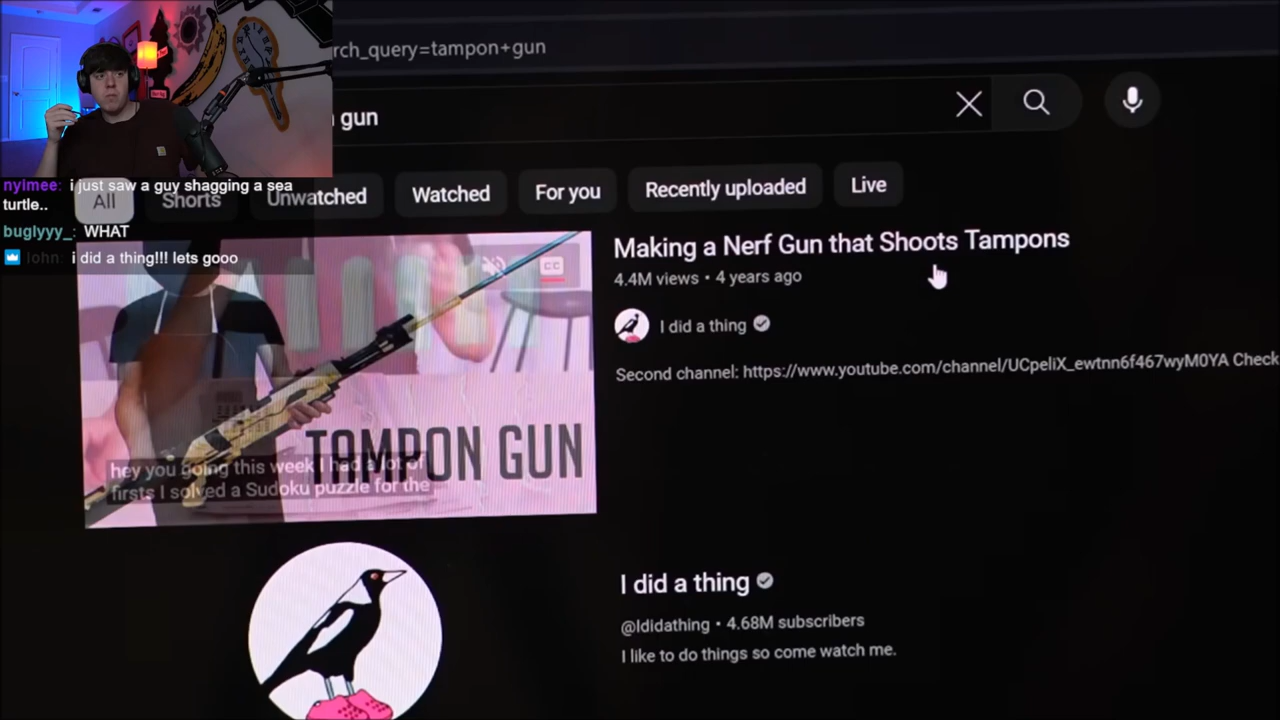 rch_query=tampon+gun
gun
nyimee: i just saw a guy shagging a sea
turtle..
buglyyy_: WHAT
i did a thing!!! lets gooo
All
Shorts
Unwatched
Watched
For you
Recently uploaded
Live
CC
TAMPON GUN
hey you going this week I had a lot of
firsts I solved a Sudoku puzzle for the
Making a Nerf Gun that Shoots Tampons
4.4M views • 4 years ago
I did a thing
Second channel: https://www.youtube.com/channel/UCpeliX_ewtnn6f467wyM0YA Check
I did a thing
@Ididathing • 4.68M subscribers
I like to do things so come watch me.